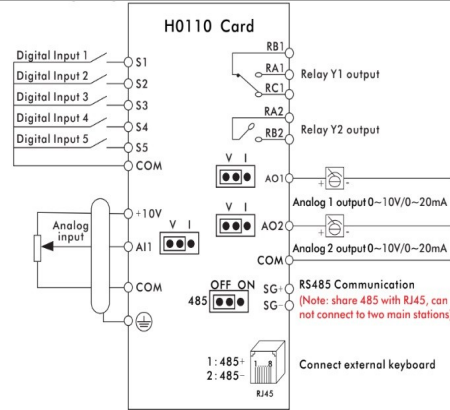 H0110 Card
Digital Input 1
S1
Digital Input 2
S2
Digital Input 3
S3
Digital Input 4
S4
Digital Input 5
S5
COM
+10V
Analog
input
V I
AI1
COM
RB1
RA1
RC1
Relay Y1 output
RA2
RB2
Relay Y2 output
V I
AO1
+ -
Analog 1 output 0~10V/0~20mA
V I
AO2
+ -
Analog 2 output 0~10V/0~20mA
COM
OFF ON
485
SG+
SG-
RS485 Communication
(Note: share 485 with RJ45, can
not connect to two main stations
1:485+
2:485-
1 8
RJ45
Connect external keyboard